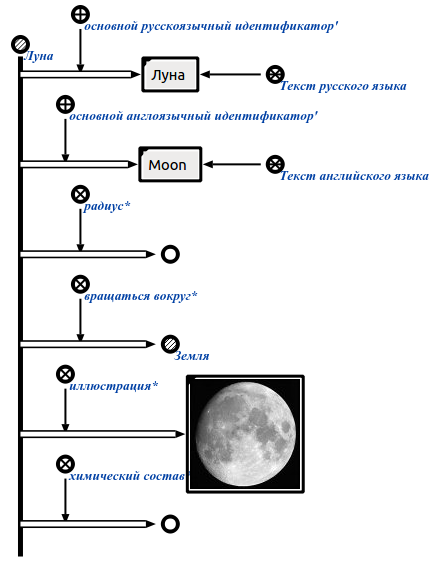 основной русскоязычный идентификатор'
Луна
Луна
Текст русского языка
основной англоязычный идентификатор'
Moon
Текст английского языка
радиус*
вращаться вокруг*
Земля
иллюстрация*
химический состав*